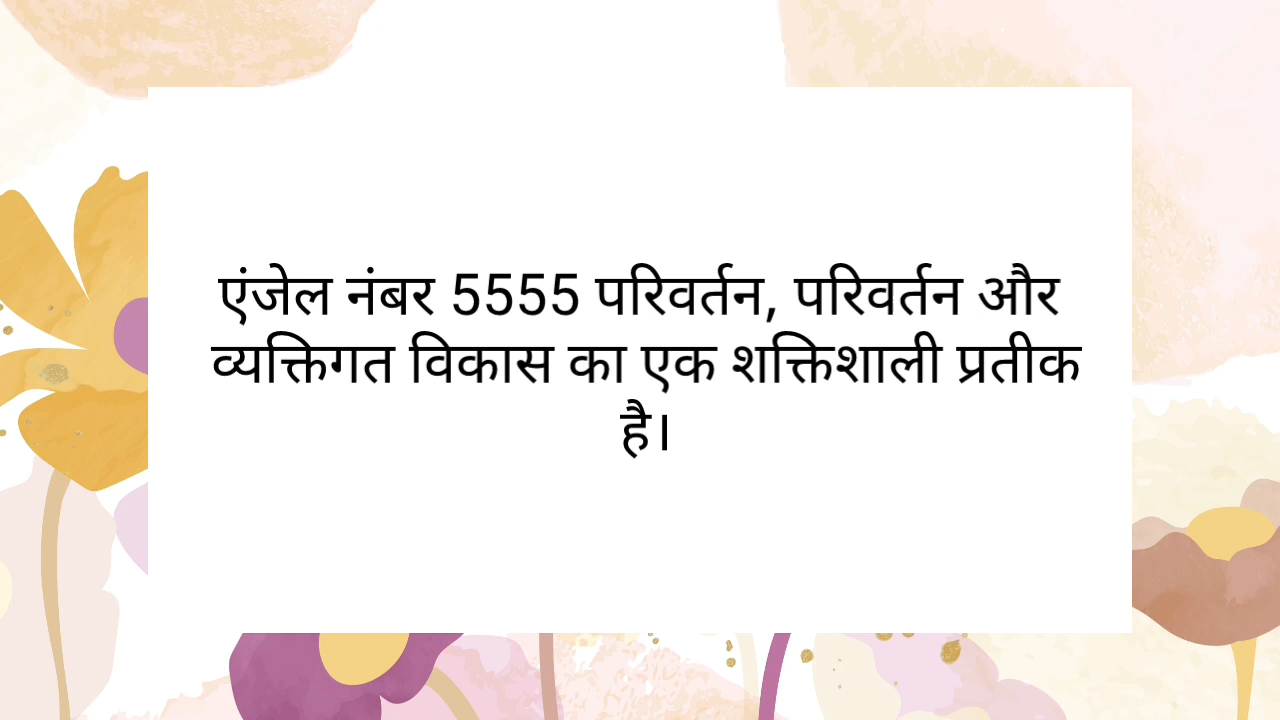 एंजेल नंबर 5555 परिवर्तन, परिवर्तन और
व्यक्तिगत विकास का एक शक्तिशाली प्रतीक
है।